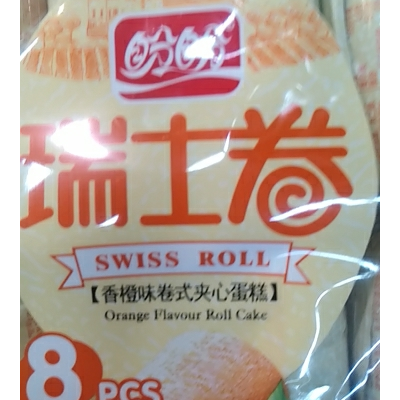 盼盼
瑞士卷
SWISS ROLL
【香橙味卷式夹心蛋糕】
Orange Flavour Roll Cake
8 PCS